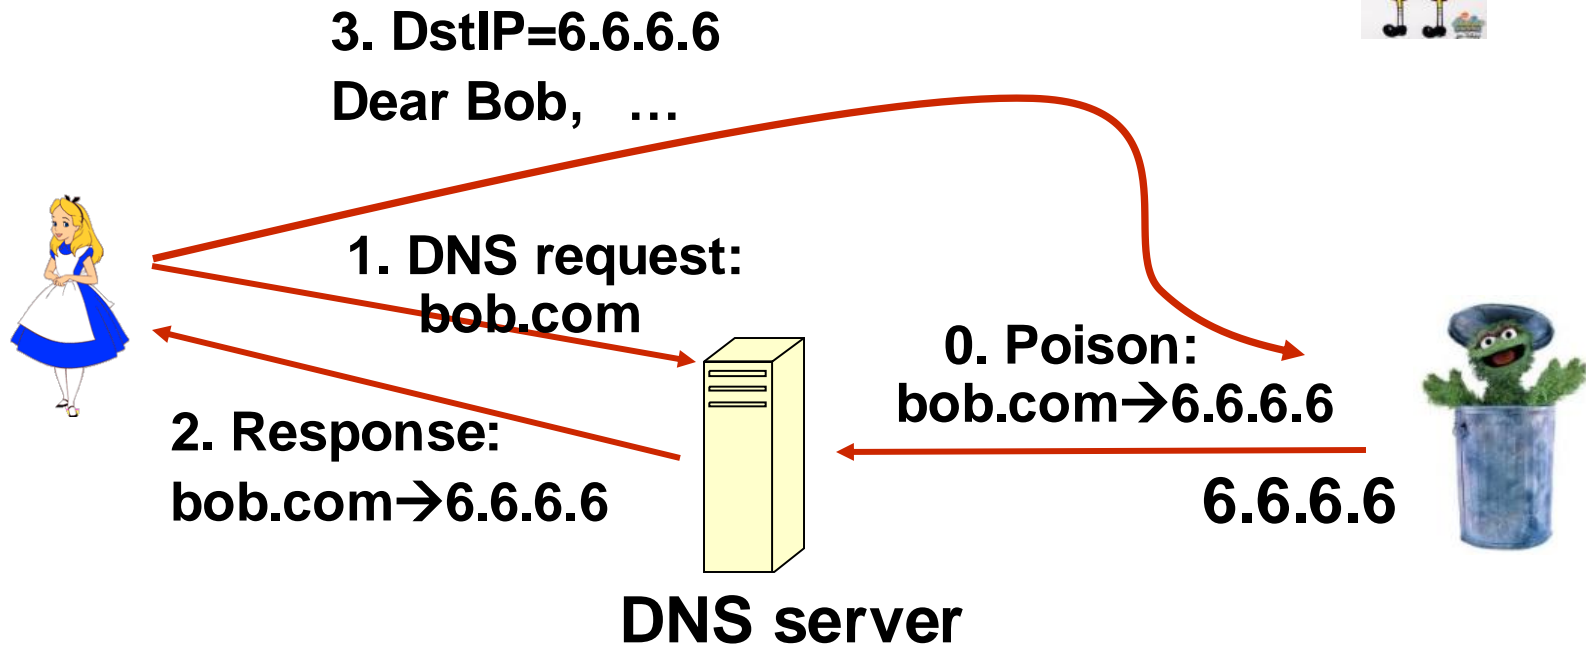 3. DstIP=6.6.6.6
Dear Bob, ...
1. DNS request:
bob.com
0. Poison:
bob.com→6.6.6.6
2. Response:
bob.com→6.6.6.6
6.6.6.6
DNS server